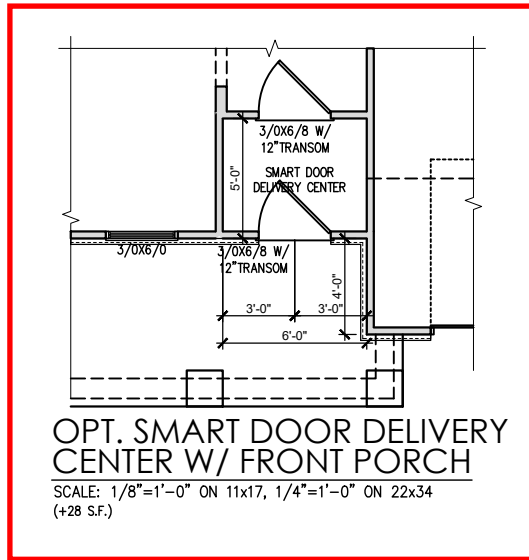 3/0X6/8 W/
12"TRANSOM
5'-0"
SMART DOOR
DELIVERY CENTER
3/0X6/0
3/0X6/8 W/
12"TRANSOM
4'-0"
3'-0"
3'-0"
6'-0"
OPT. SMART DOOR DELIVERY
CENTER W/ FRONT PORCH
SCALE: 1/8"=1'-0" ON 11x17, 1/4"=1'-0" ON 22x34
(+28 S.F.)